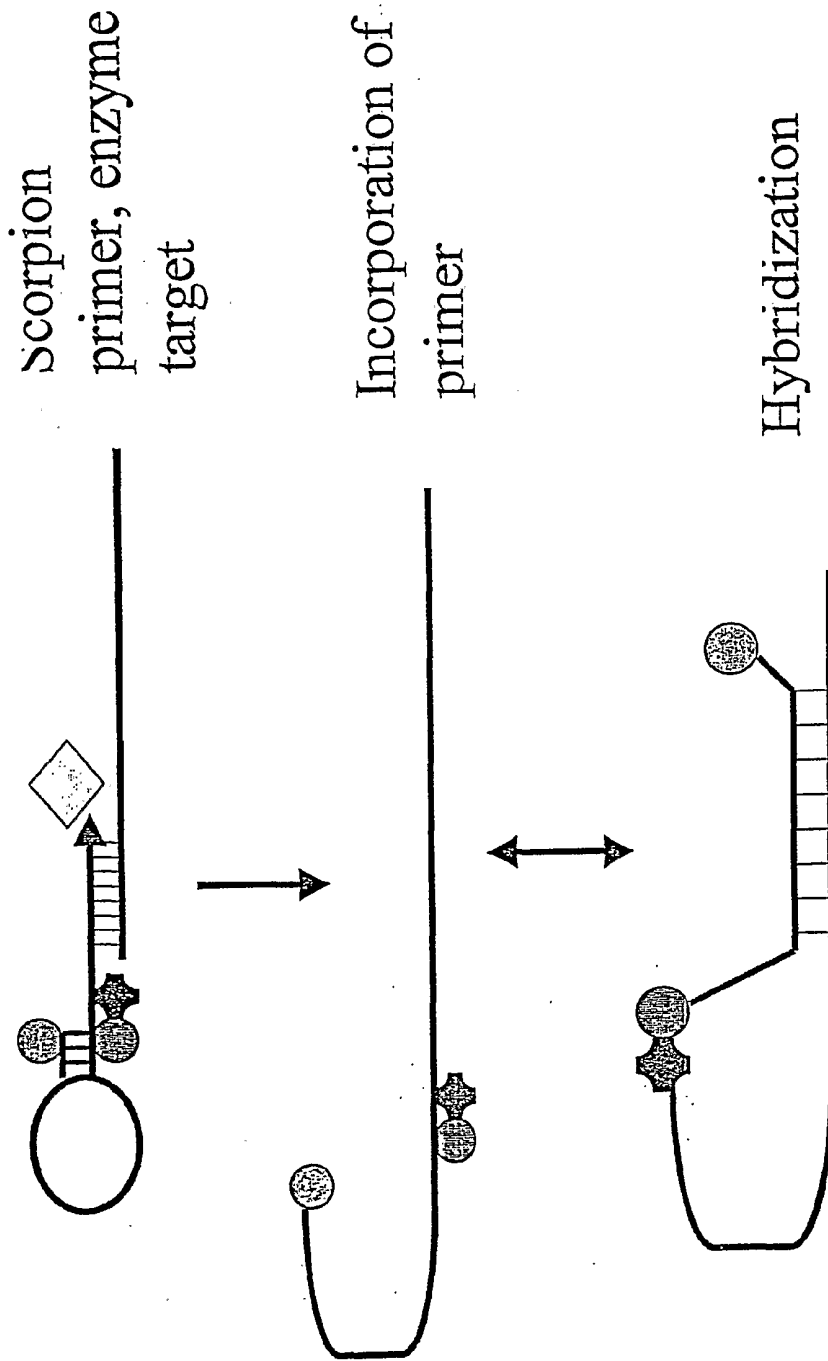 Scorpion
primer, enzyme
target
Incorporation of
primer
Hybridization